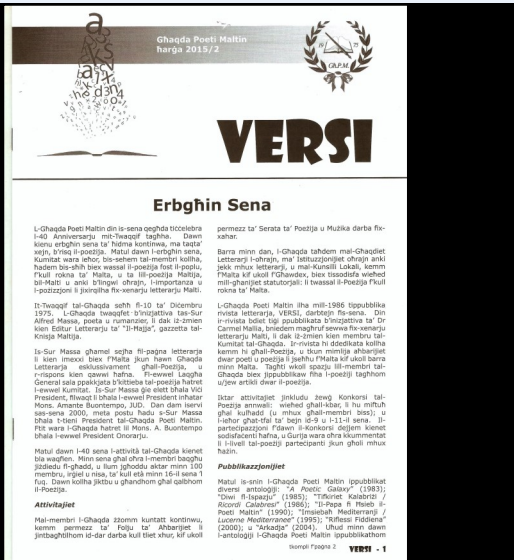 Għaqda Poeti Maltin
ħarġa 2015/2
19 75
Għ.P.M.
VERSI
Erbgħin Sena
L-Għaqda Poeti Maltin din is-sena qegħda tiċċelebra
l-40 Anniversarju mit-Twaqqif tagħha. Dawn
kienu erbgħin sena ta' ħidma kontinwa, ma taqta'
xejn, b'risq il-poeżija. Matul dawn l-erbgħin sena,
Kumitat wara ieħor, bis-sehem tal-membri kollha,
ħadem bis-sħiħ biex wassal il-poeżija fost il-poplu,
f'kull rokna ta' Malta, u ta lill-poeżija Maltija,
bil-Malti u anki b'lingwi oħrajn, l-importanza u
l-pożizzjoni li jixirqilha fix-xenarju letterarju Malti.
It-Twaqqif tal-Għaqda seħħ fl-10 ta' Diċembru
1975. L-Għaqda twaqqfet b'inizjattiva tas-Sur
Alfred Massa, poeta u rumanzier, li dak iż-żmien
kien Editur Letterarju ta' "Il-Ħajja", gazzetta tal-
Knisja Maltija.
Is-Sur Massa għamel sejħa fil-paġna letterarja
li kien imexxi biex f'Malta jkun hawn Għaqda
Letterarja esklussivament għall-Poeżija, u
r-rispons kien qawwi ħafna. Fl-ewwel Laqgħa
Ġenerali sala ppakkjata b'kittieba tal-poeżija ħatret
l-ewwel Kumitat. Is-Sur Massa ġie elett bħala Viċi
President, filwaqt li bħala l-ewwel President inħatar
Mons. Amante Buontempo, JUD. Dan dam iservi
sas-sena 2000, meta postu ħadu s-Sur Massa
bħala t-tieni President tal-Għaqda Poeti Maltin.
Ftit wara l-Għaqda ħatret lil Mons. A. Buontempo
bħala l-ewwel President Onorarju.
Matul dawn l-40 sena l-attività tal-Għaqda kienet
bla waqfien. Minn sena għal oħra l-membri baqgħu
jiżdiedu fl-għadd, u llum jgħoddu aktar minn 100
membru, irġiel u nisa, ta' kull età minn 16-il sena 'l
fuq. Dawn kollha jiktbu u għandhom għal qalbhom
il-Poeżija.
Attivitajiet
Mal-membri l-Għaqda żżomm kuntatt kontinwu,
kemm permezz ta' Folju ta' Aħbarijiet li
jintbagħtilhom id-dar darba kull tliet xhur, kif ukoll
permezz ta' Serata ta' Poeżija u Mużika darba fix-
xahar.
Barra minn dan, l-Għaqda taħdem mal-Għaqdiet
Letterarji l-oħrajn, ma' Istituzzjonijiet oħrajn anki
jekk mhux letterarji, u mal-Kunsilli Lokali, kemm
f'Malta kif ukoll f'Għawdex, biex tissodisfa wieħed
mill-għanijiet statutorjali: li twassal il-Poeżija f'kull
rokna ta' Malta.
L-Għaqda Poeti Maltin ilha mill-1986 tippubblika
rivista letterarja, VERSI, darbtejn fis-sena. Din
ir-rivista bdiet tiġi ppubblikata b'inizjattiva ta' Dr
Carmel Mallia, bniedem magħruf sewwa fix-xenarju
letterarju Malti, li dak iż-żmien kien membru tal-
Kumitat tal-Għaqda. Ir-rivista hi ddedikata kollha
kemm hi għall-Poeżija, u tkun mimlija aħbarijiet
dwar poeti u poeżija li jseħħu f'Malta kif ukoll barra
minn Malta. Tagħti wkoll spazju lill-membri tal-
Għaqda biex jippubblikaw fiha l-poeżiji tagħhom
u/jew artikli dwar il-poeżija.
Iktar attivitajiet jinkludu żewġ Konkorsi tal-
Poeżija annwali: wieħed għall-kbar, li hu miftuħ
għal kulħadd (u mhux għall-membri biss); u
l-ieħor għat-tfal ta' bejn id-9 u l-11-il sena. Il-
parteċipazzjoni f'dawn il-Konkorsi dejjem kienet
sodisfaċenti ħafna, u Ġurija wara oħra kkummentat
li l-livell tal-poeżiji parteċipanti jkun għoli mhux
ħażin.
Pubblikazzjonijiet
Matul is-snin l-Għaqda Poeti Maltin ippubblikat
diversi antoloġiji: "A Poetic Galaxy" (1983);
"Diwi fl-Ispazju" (1985); "Tifkiriet Kalabriżi /
Ricordi Calabresi" (1986); "Il-Papa fi Msieb il-
Poeti Maltin" (1990); "Imsiebaħ Mediterranji /
Lucerne Mediterranee" (1995); "Riflessi Fiddiena"
(2000); u "Arkadja" (2004). Uħud minn dawn
l-antoloġiji l-Għaqda Poeti Maltin ippubblikathom
tkompli f'paġna 2 VERSI - 1